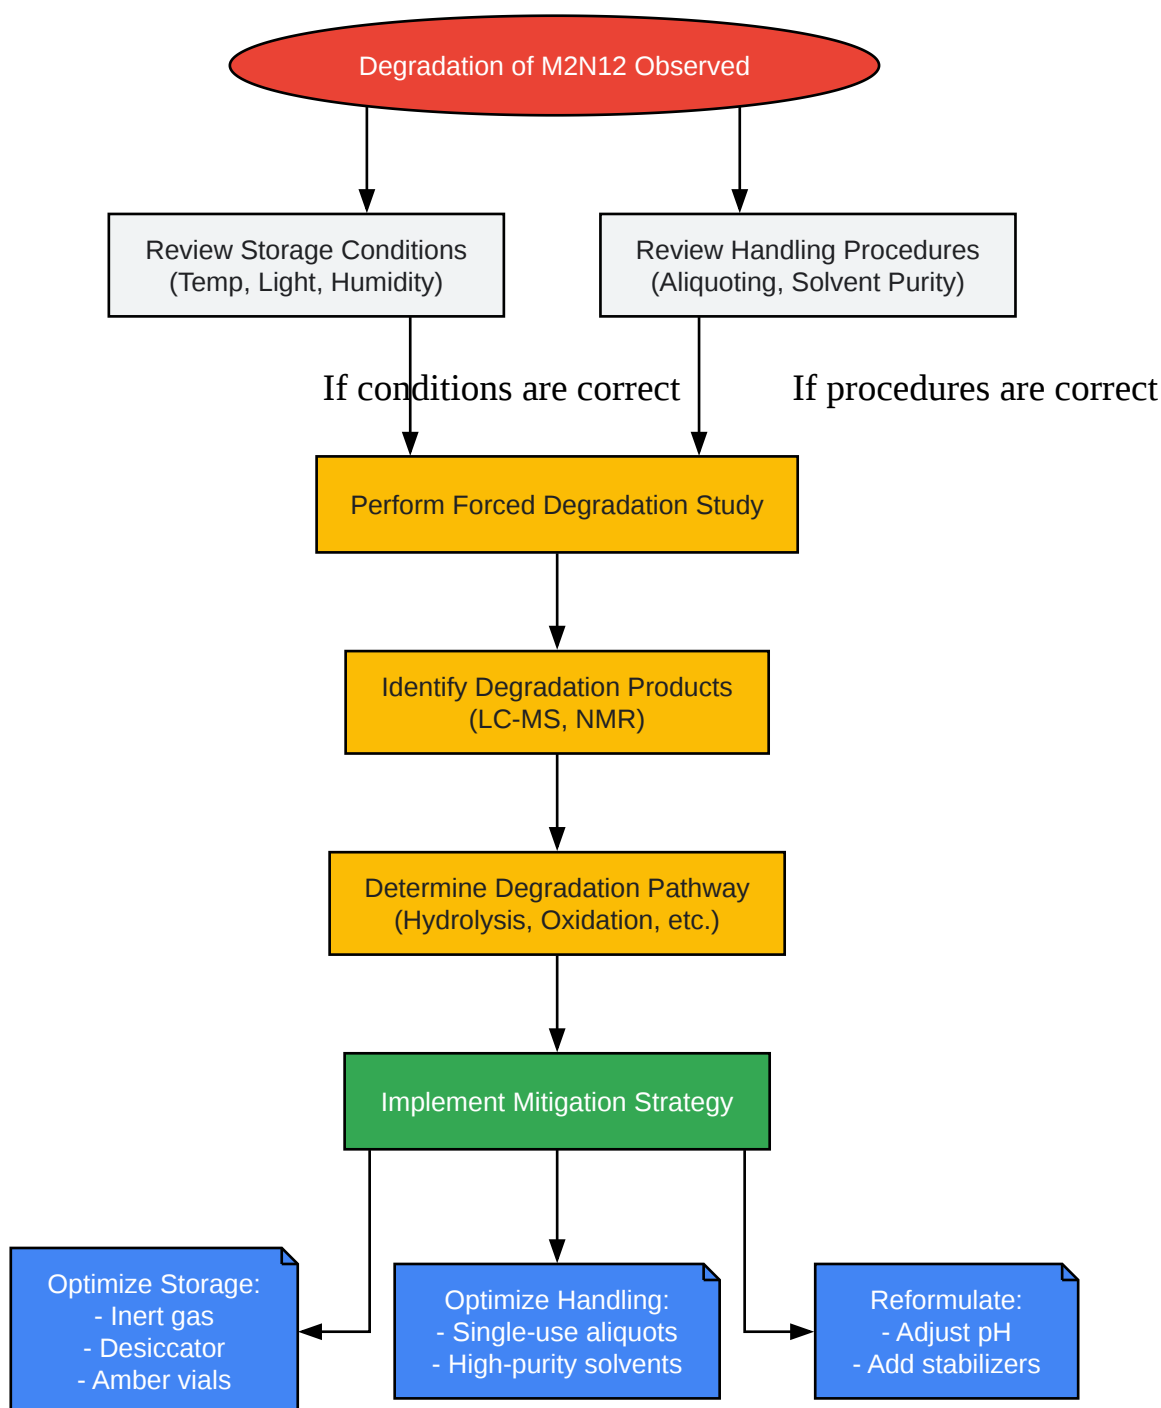 Degradation of M2N12 Observed
Review Storage Conditions
(Temp, Light, Humidity)
Review Handling Procedures
(Aliquoting, Solvent Purity)
If conditions are correct
If procedures are correct
Perform Forced Degradation Study
Identify Degradation Products
(LC-MS, NMR)
Determine Degradation Pathway
(Hydrolysis, Oxidation, etc.)
Implement Mitigation Strategy
Optimize Storage:
- Inert gas
- Desiccator
- Amber vials
Optimize Handling:
- Single-use aliquots
- High-purity solvents
Reformulate:
- Adjust pH
- Add stabilizers